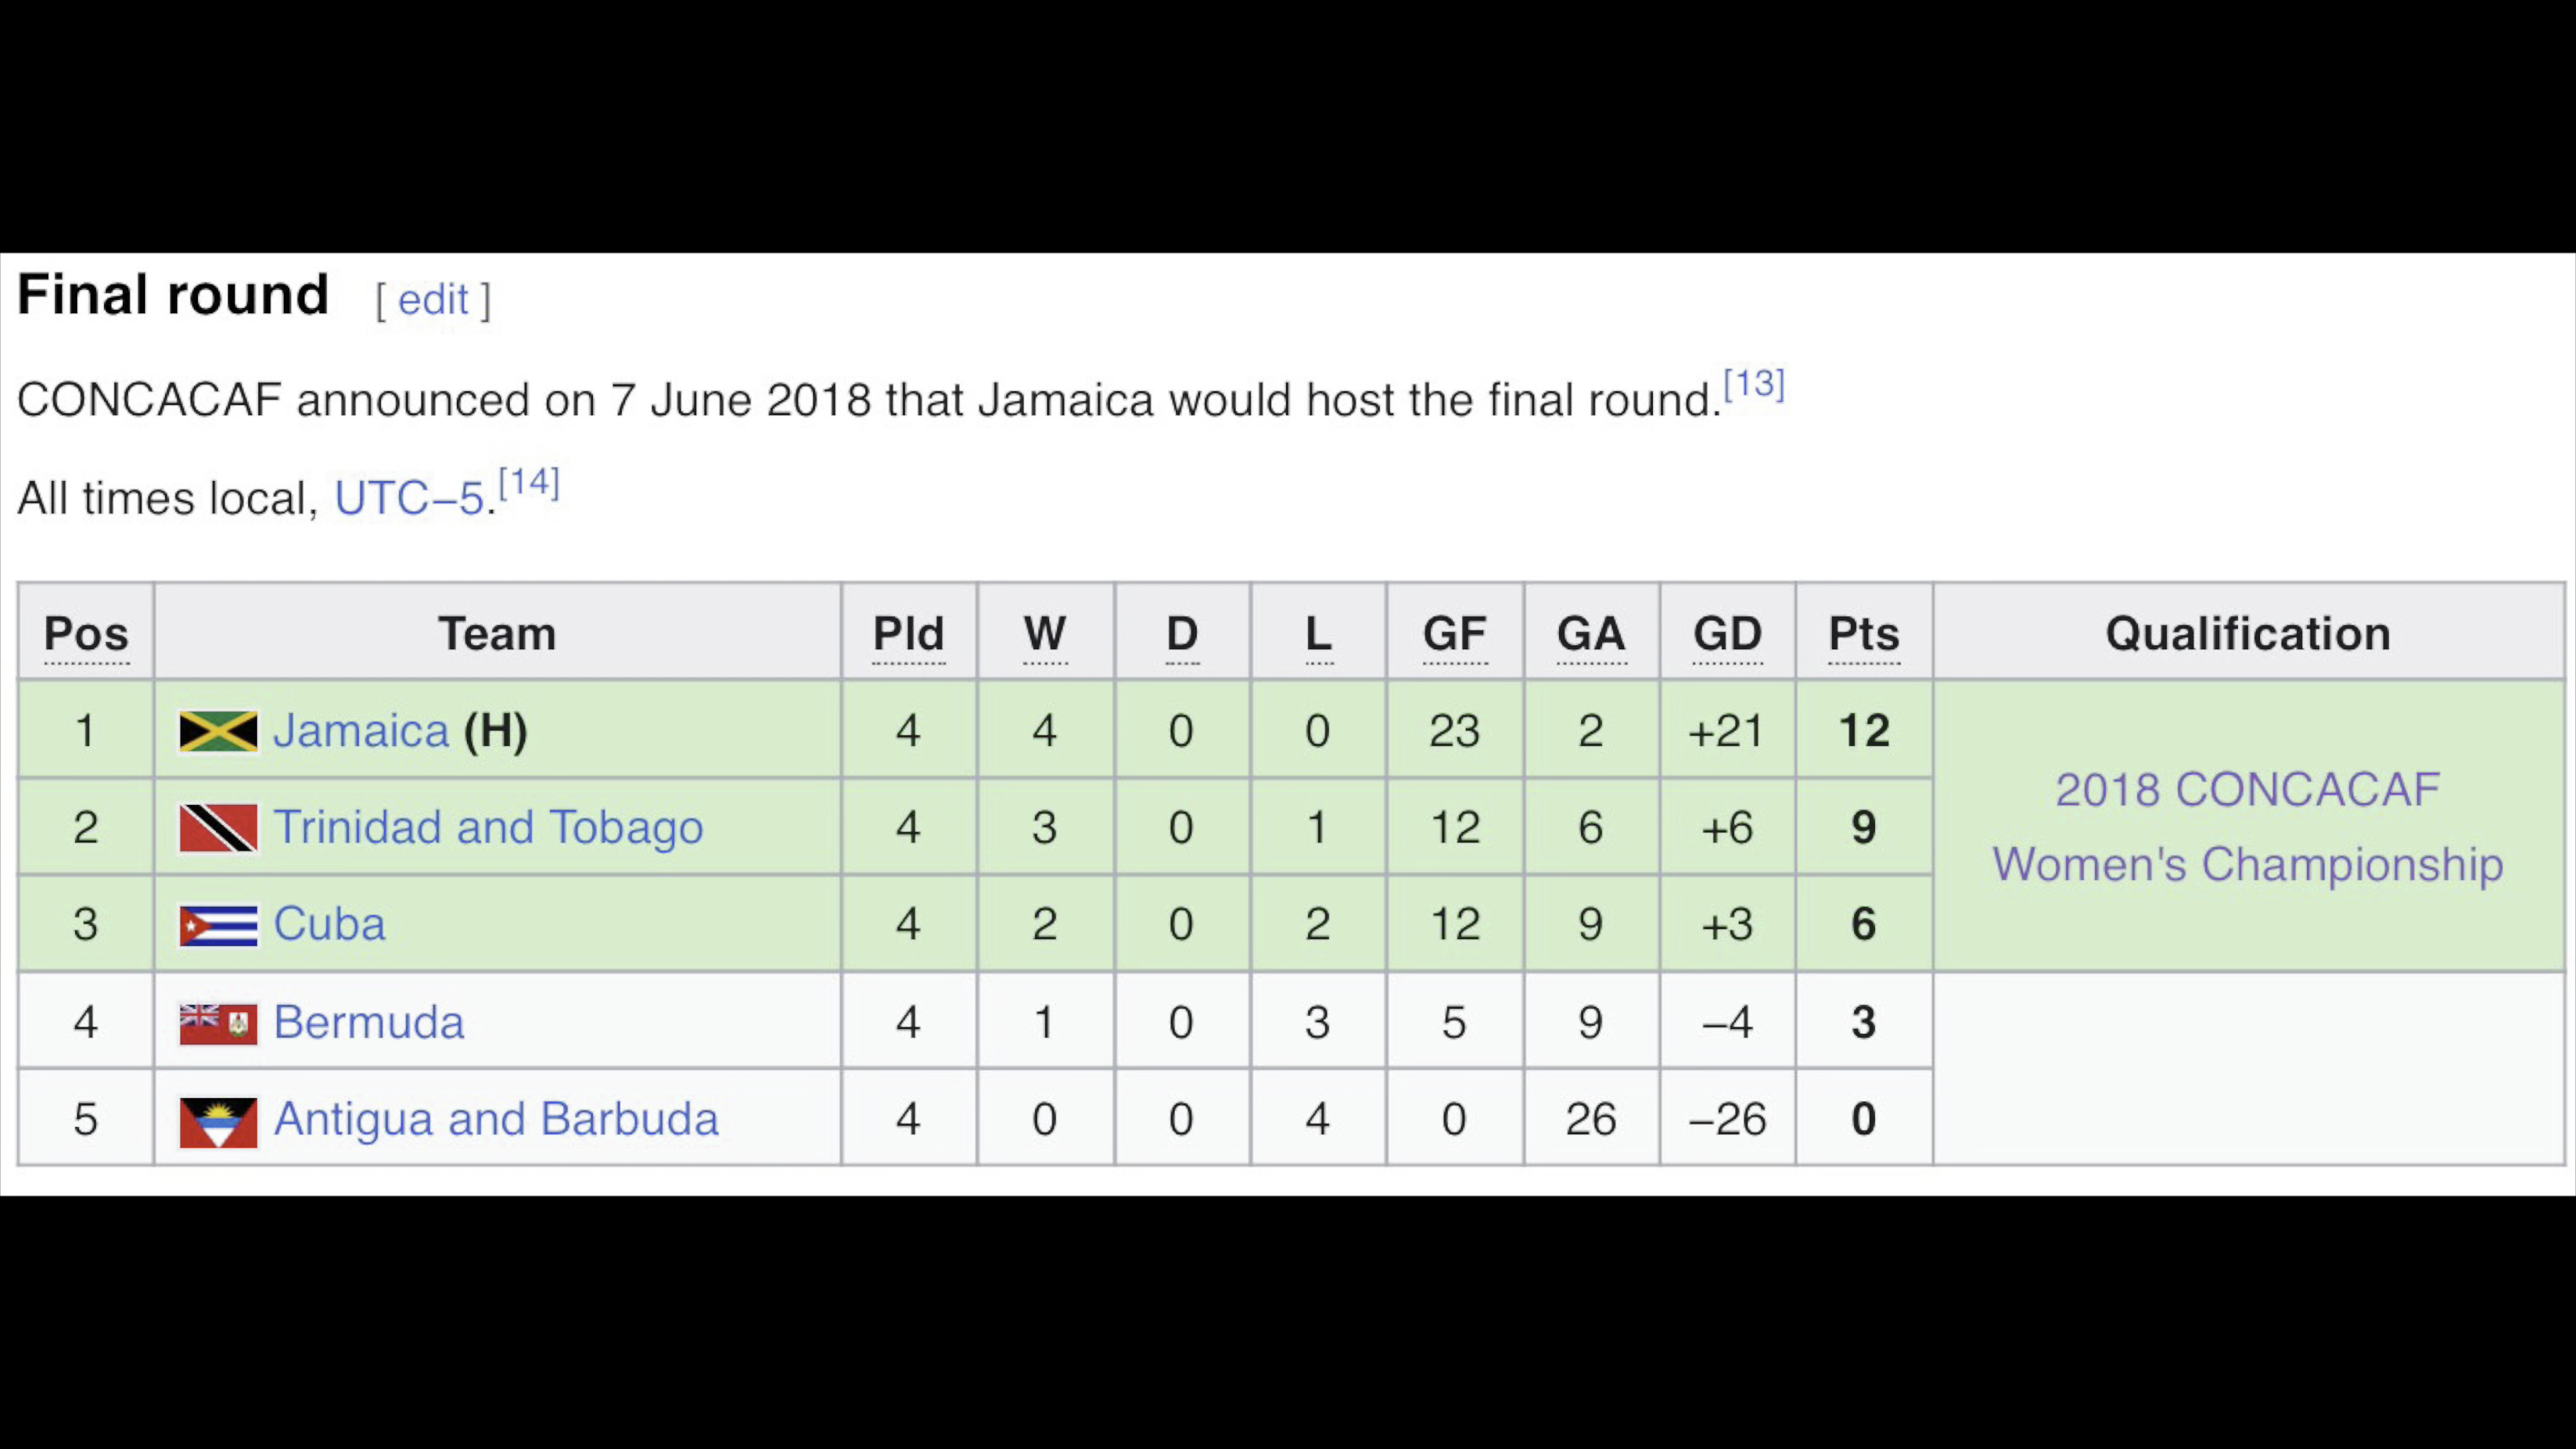 Final round [ edit ]
CONCACAF announced on 7 June 2018 that Jamaica would host the final round.[13]
All times local, UTC–5.[14]
Pos Team Pld W D L GF GA GD Pts Qualification
1 Jamaica (H) 4 4 0 0 23 2 +21 12
2 Trinidad and Tobago 4 3 0 1 12 6 +6 9
3 Cuba 4 2 0 2 12 9 +3 6
2018 CONCACAF
Women's Championship
4 Bermuda 4 1 0 3 5 9 –4 3
5 Antigua and Barbuda 4 0 0 4 0 26 –26 0